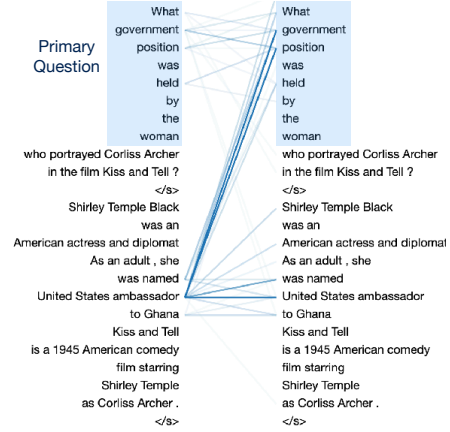 Primary
Question
What
government
position
was
held
by
the
woman
who portrayed Corliss Archer
in the film Kiss and Tell ?
</s>
Shirley Temple Black
was an
American actress and diplomat
As an adult , she
was named
United States ambassador
to Ghana
Kiss and Tell
is a 1945 American comedy
film starring
Shirley Temple
as Corliss Archer .
</s>
What
government
position
was
held
by
the
woman
who portrayed Corliss Archer
in the film Kiss and Tell ?
</s>
Shirley Temple Black
was an
American actress and diplomat
As an adult , she
was named
United States ambassador
to Ghana
Kiss and Tell
is a 1945 American comedy
film starring
Shirley Temple
as Corliss Archer .
</s>